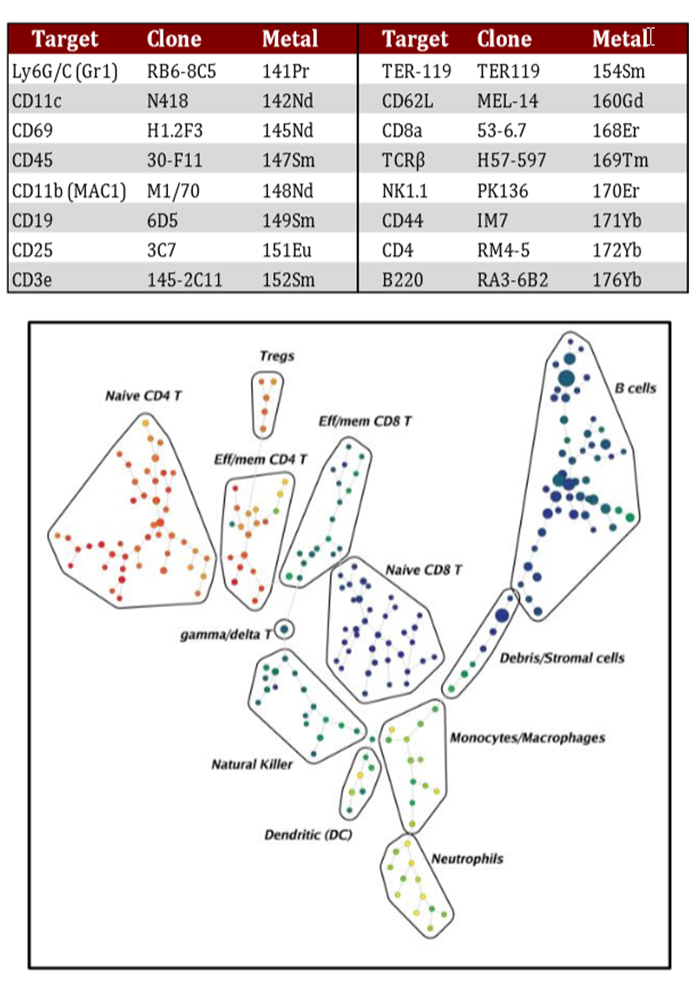 Target Clone Metal Target Clone Metal
Ly6G/C (Gr1) RB6-8C5 141Pr TER-119 TER119 154Sm
CD11c N418 142Nd CD62L MEL-14 160Gd
CD69 H1.2F3 145Nd CD8a 53-6.7 168Er
CD45 30-F11 147Sm TCRβ H57-597 169Tm
CD11b (MAC1) M1/70 148Nd NK1.1 PK136 170Er
CD19 6D5 149Sm CD44 IM7 171Yb
CD25 3C7 151Eu CD4 RM4-5 172Yb
CD3e 145-2C11 152Sm B220 RA3-6B2 176Yb
Tregs
B cells
Naive CD4 T
Eff/mem CD8 T
Eff/mem CD4 T
Naive CD8 T
gamma/delta T
Debris/Stromal cells
Monocytes/Macrophages
Natural Killer
Dendritic (DC)
Neutrophils